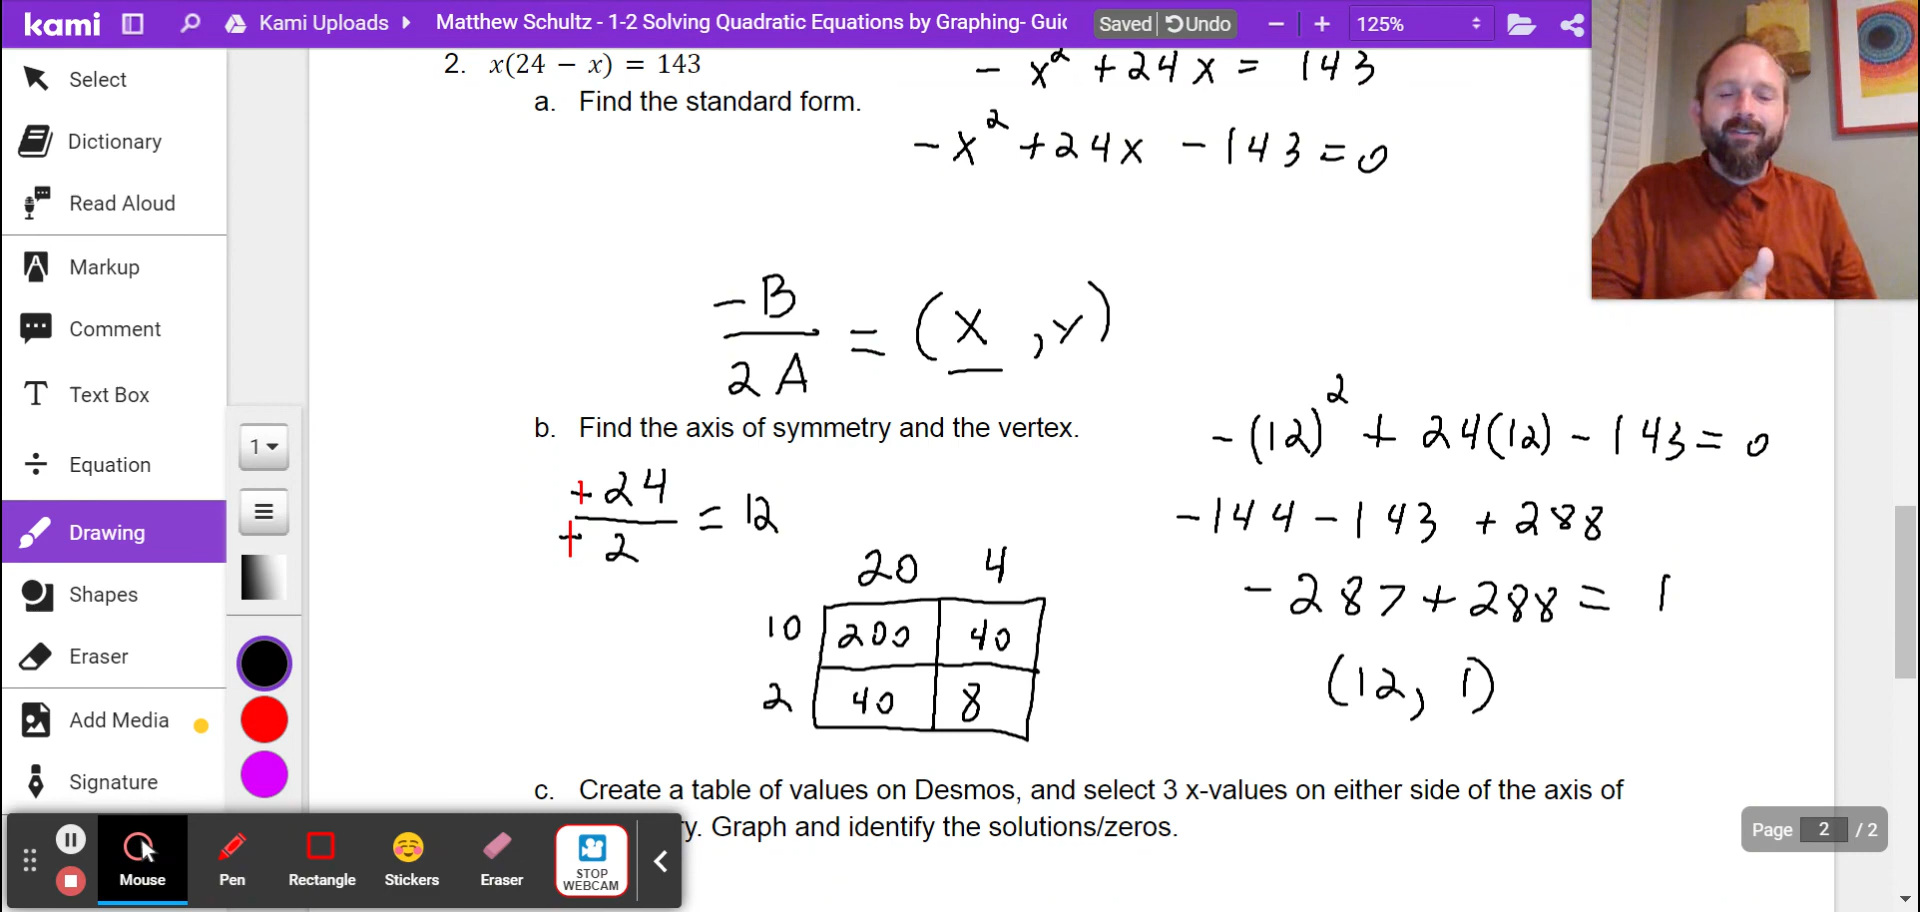 kami Kami Uploads Matthew Schultz - 1-2 Solving Quadratic Equations by Graphing- Guid Saved Undo − + 125%
Select
Dictionary
Read Aloud
Markup
Comment
Text Box
Equation
Drawing
Shapes
Eraser
Add Media
Signature
1
2. x(24 − x) = 143
- x² + 24x = 143
a. Find the standard form.
-x² + 24x - 143 = 0
-B/2A = (x, y)
b. Find the axis of symmetry and the vertex.
+24/+2 = 12
20 4
10 200 40
2 40 8
-(12)² + 24(12) - 143 = 0
-144 - 143 + 288
-287 + 288 = 1
(12, 1)
c. Create a table of values on Desmos, and select 3 x-values on either side of the axis of
ry. Graph and identify the solutions/zeros.
Page 2 / 2
Mouse
Pen
Rectangle
Stickers
Eraser
STOP
WEBCAM